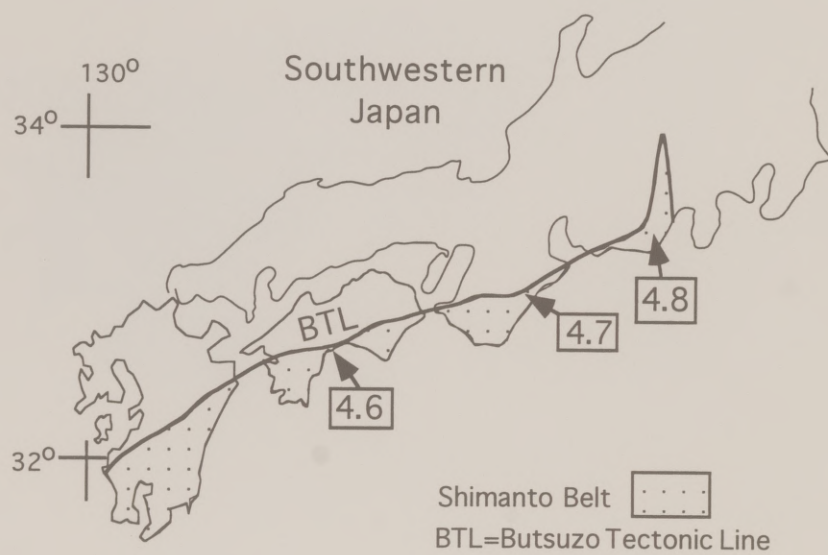 Southwestern
Japan
130°
34°
BTL
4.8
4.7
4.6
32°
Shimanto Belt
BTL=Butsuzo Tectonic Line